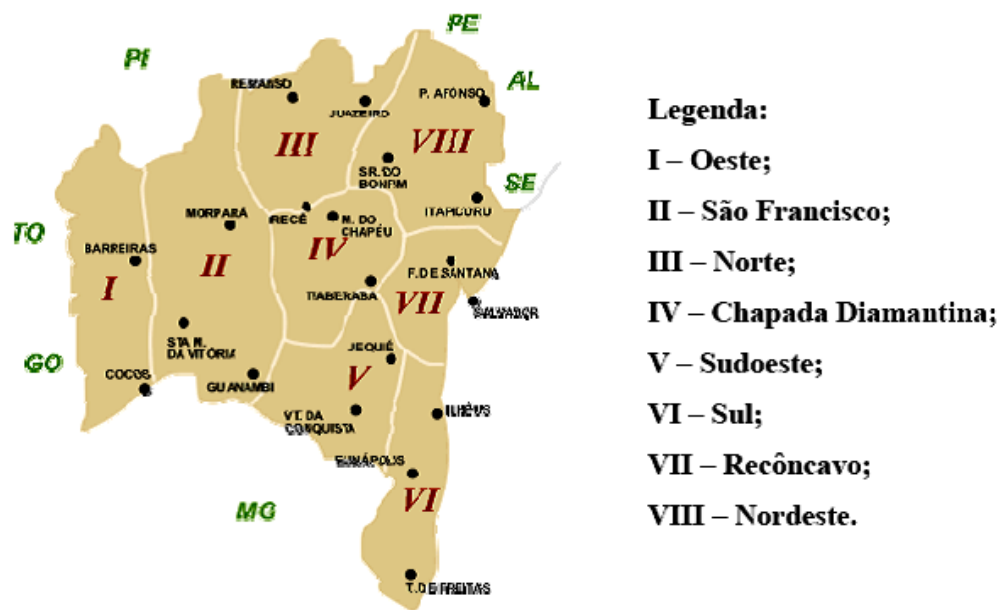 PE
PI
REMANSO
P. AFONSO
AL
JUAZEIRO
III
VIII
SR. DO
BONFIM
SE
ITAPICURU
MORPARÁ
IRECÊ
M. DO
CHAPÉU
TO
BARREIRAS
IV
II
I
F. DE SANTANA
ITABERABA
VII
SALVADOR
STA M.
DA VITÓRIA
JEQUIÉ
GO
COCOS
GUANAMBI
V
VT. DA
CONQUISTA
ILHÉUS
EUNÁPOLIS
VI
MG
T. DE FREITAS
Legenda:
I – Oeste;
II – São Francisco;
III – Norte;
IV – Chapada Diamantina;
V – Sudoeste;
VI – Sul;
VII – Recôncavo;
VIII – Nordeste.